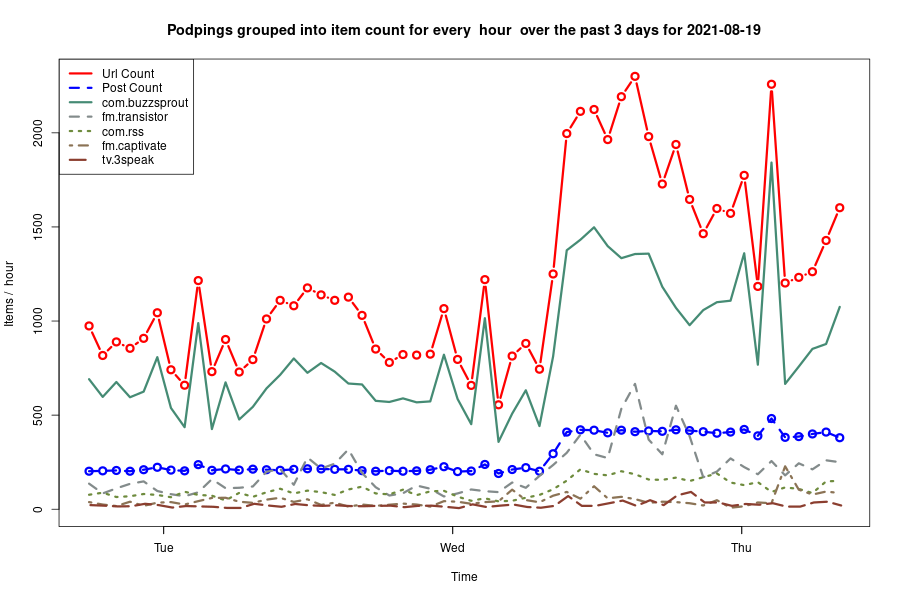 Podpings grouped into item count for every  hour  over the past 3 days for 2021-08-19
Url Count
Post Count
com.buzzsprout
fm.transistor
com.rss
fm.captivate
tv.3speak
Items / hour
2000
1500
1000
500
0
Tue
Wed
Thu
Time